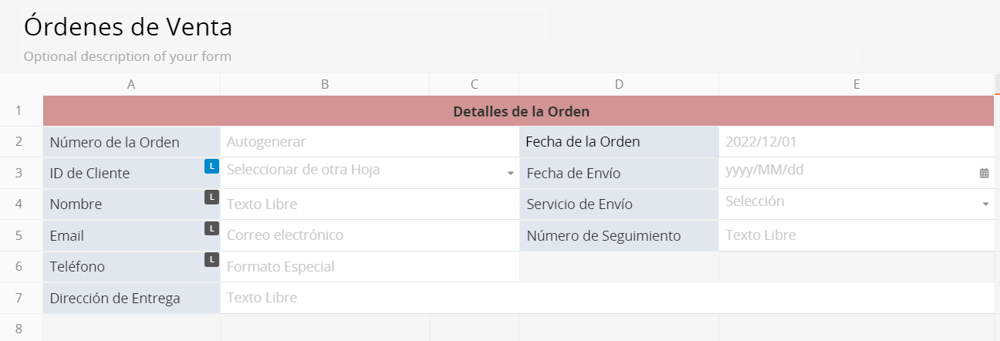 Órdenes de Venta
Optional description of your form
A B C D E
1 Detalles de la Orden
2 Número de la Orden Autogenerar Fecha de la Orden 2022/12/01
3 ID de Cliente L Seleccionar de otra Hoja Fecha de Envío yyyy/MM/dd
4 Nombre L Texto Libre Servicio de Envío Selección
5 Email L Correo electrónico Número de Seguimiento Texto Libre
6 Teléfono L Formato Especial
7 Dirección de Entrega Texto Libre
8